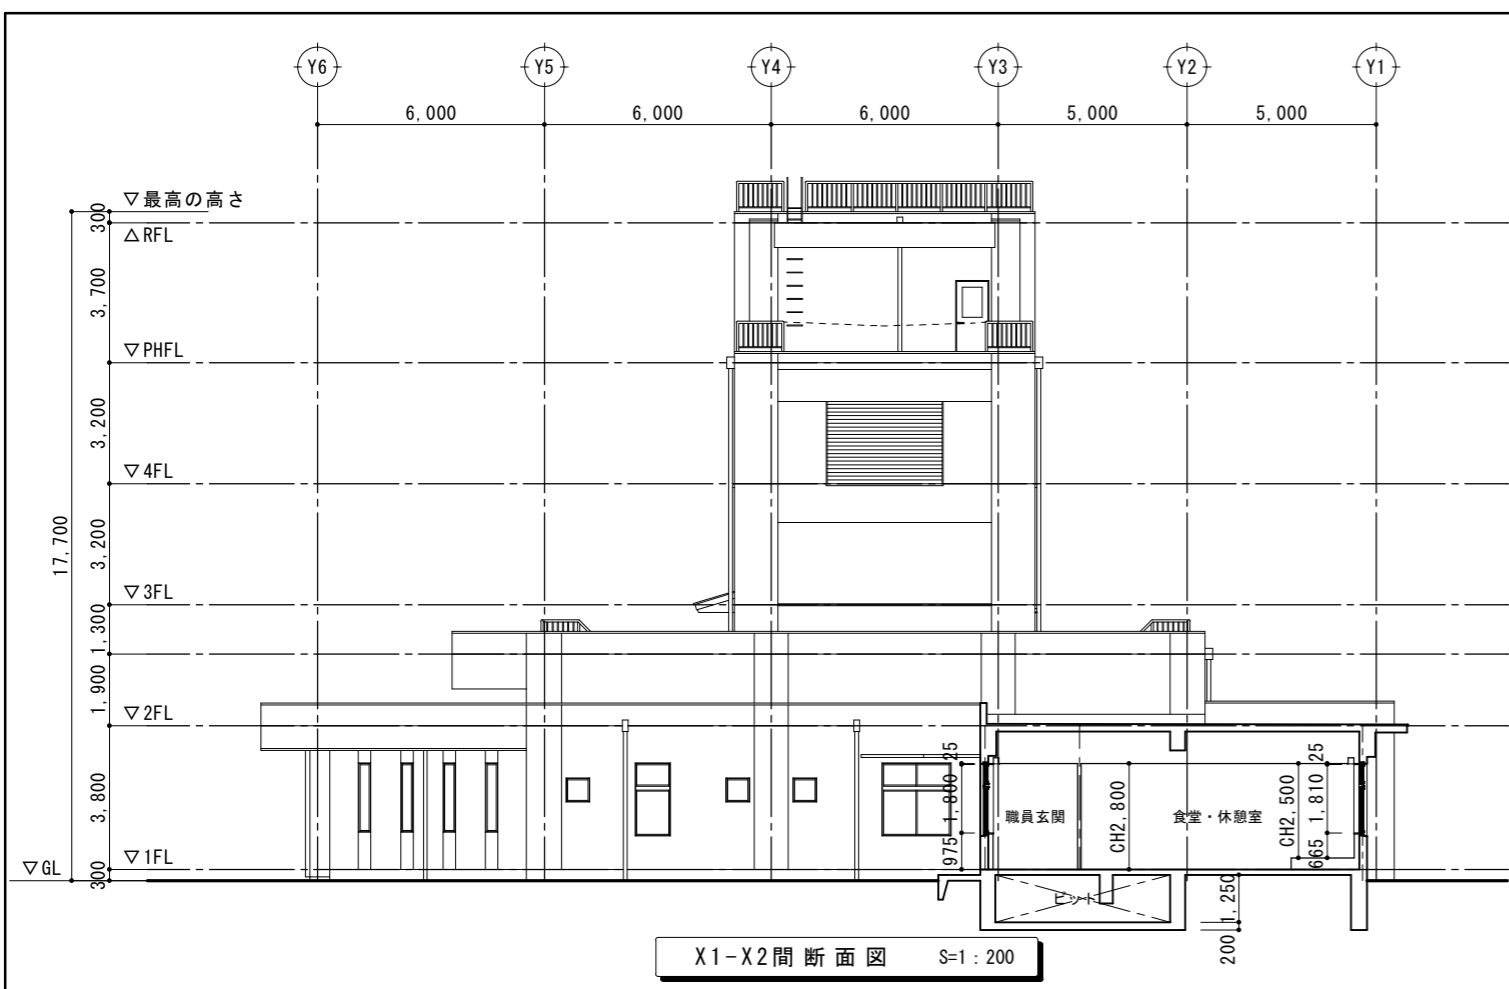 Y6 Y5 Y4 Y3 Y2 Y1
6,000 6,000 6,000 5,000 5,000
▽最高の高さ
300
△RFL
3,700
▽PHFL
3,200
▽4FL
17,700
3,200
▽3FL
1,300
1,900
▽2FL
3,800
▽1FL
▽GL
300
25
1,800
975
職員玄関
CH2,800
食堂・休憩室
CH2,500
25
1,810
665
ピット
1,250
200
X1-X2間断面図 S=1:200